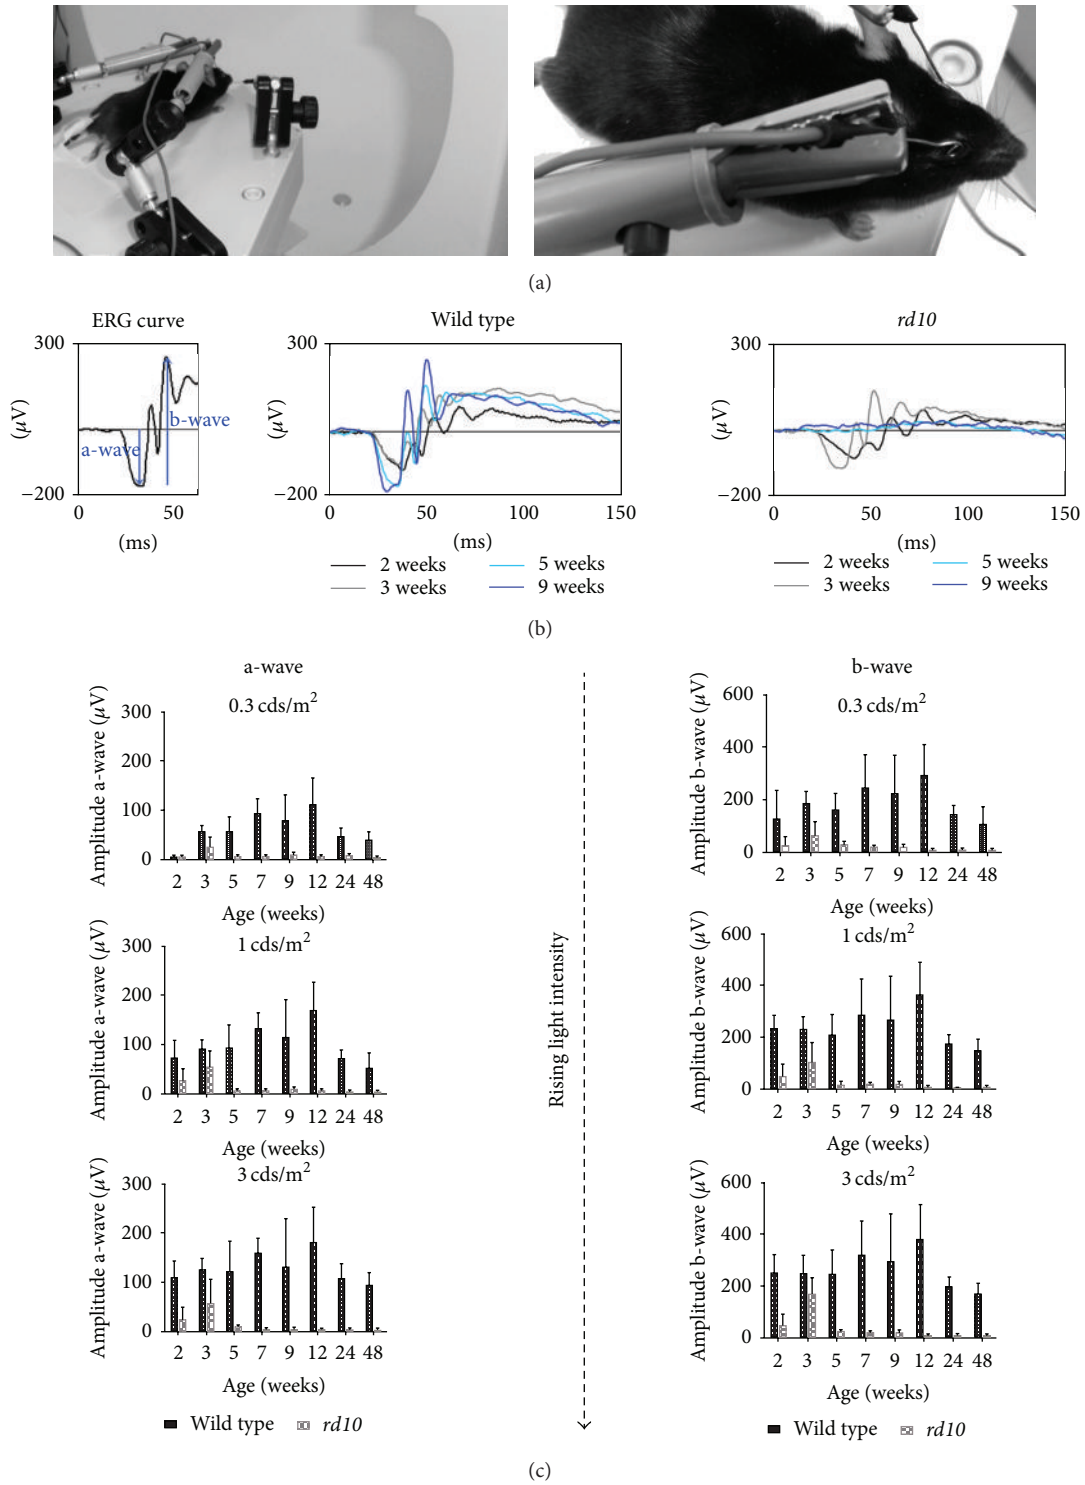 (a)
ERG curve
300
(μV)
−200
a-wave
b-wave
0 50
(ms)
Wild type
300
(μV)
−200
0 50 100 150
(ms)
2 weeks 5 weeks
3 weeks 9 weeks
rd10
300
(μV)
−200
0 50 100 150
(ms)
2 weeks 5 weeks
3 weeks 9 weeks
(b)
a-wave
0.3 cds/m²
Amplitude a-wave (μV)
300
200
100
0
2 3 5 7 9 12 24 48
Age (weeks)
1 cds/m²
Amplitude a-wave (μV)
300
200
100
0
2 3 5 7 9 12 24 48
Age (weeks)
3 cds/m²
Amplitude a-wave (μV)
300
200
100
0
2 3 5 7 9 12 24 48
Age (weeks)
Wild type rd10
Rising light intensity
b-wave
0.3 cds/m²
Amplitude b-wave (μV)
600
400
200
0
2 3 5 7 9 12 24 48
Age (weeks)
1 cds/m²
Amplitude b-wave (μV)
600
400
200
0
2 3 5 7 9 12 24 48
Age (weeks)
3 cds/m²
Amplitude b-wave (μV)
600
400
200
0
2 3 5 7 9 12 24 48
Age (weeks)
Wild type rd10
(c)